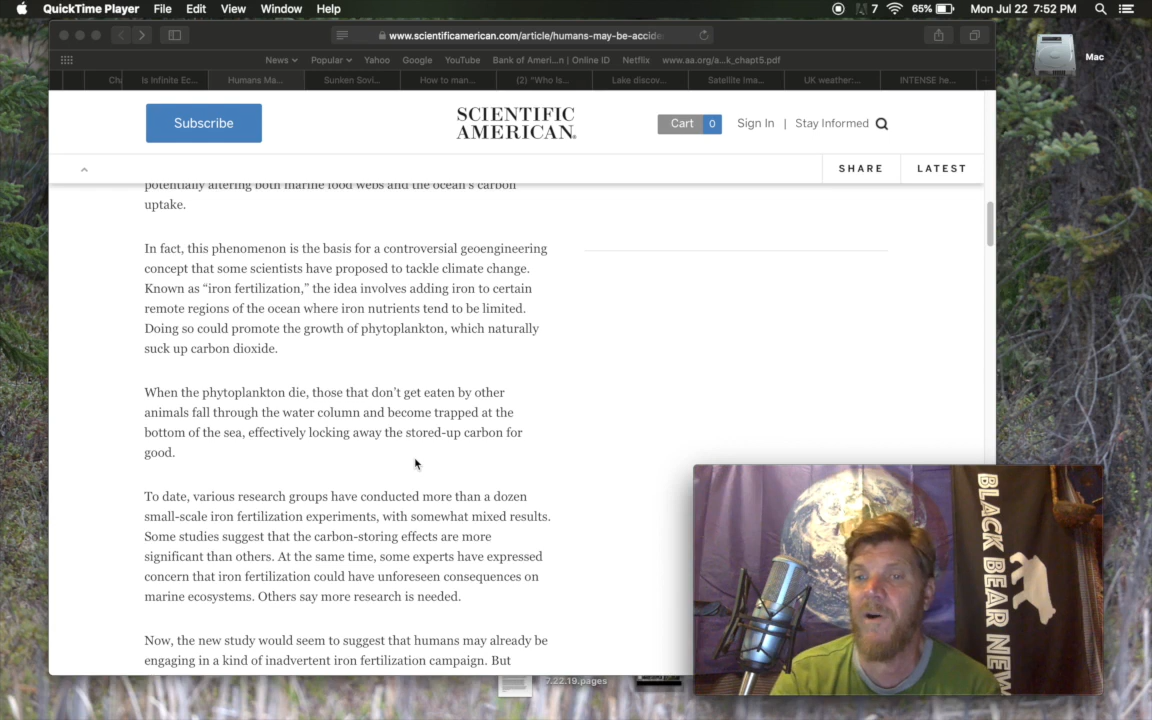 QuickTime Player File Edit View Window Help
7 65% Mon Jul 22 7:52 PM
www.scientificamerican.com/article/humans-may-be-accide
News Popular Yahoo Google YouTube Bank of Ameri...n | Online ID Netflix www.aa.org/a...k_chapt5.pdf
Mac
Cha Is Infinite Ec... Humans Ma... Sunken Sovi... How to man... (2) "Who Is... Lake discov... Satellite Ima... UK weather:... INTENSE he...
Subscribe
SCIENTIFIC
AMERICAN®
Cart 0 Sign In | Stay Informed
SHARE LATEST
potentially altering both marine food webs and the ocean's carbon
uptake.
In fact, this phenomenon is the basis for a controversial geoengineering
concept that some scientists have proposed to tackle climate change.
Known as “iron fertilization,” the idea involves adding iron to certain
remote regions of the ocean where iron nutrients tend to be limited.
Doing so could promote the growth of phytoplankton, which naturally
suck up carbon dioxide.
When the phytoplankton die, those that don’t get eaten by other
animals fall through the water column and become trapped at the
bottom of the sea, effectively locking away the stored-up carbon for
good.
To date, various research groups have conducted more than a dozen
small-scale iron fertilization experiments, with somewhat mixed results.
Some studies suggest that the carbon-storing effects are more
significant than others. At the same time, some experts have expressed
concern that iron fertilization could have unforeseen consequences on
marine ecosystems. Others say more research is needed.
Now, the new study would seem to suggest that humans may already be
engaging in a kind of inadvertent iron fertilization campaign. But
BLACK BEAR NEW
7.22.19.pages